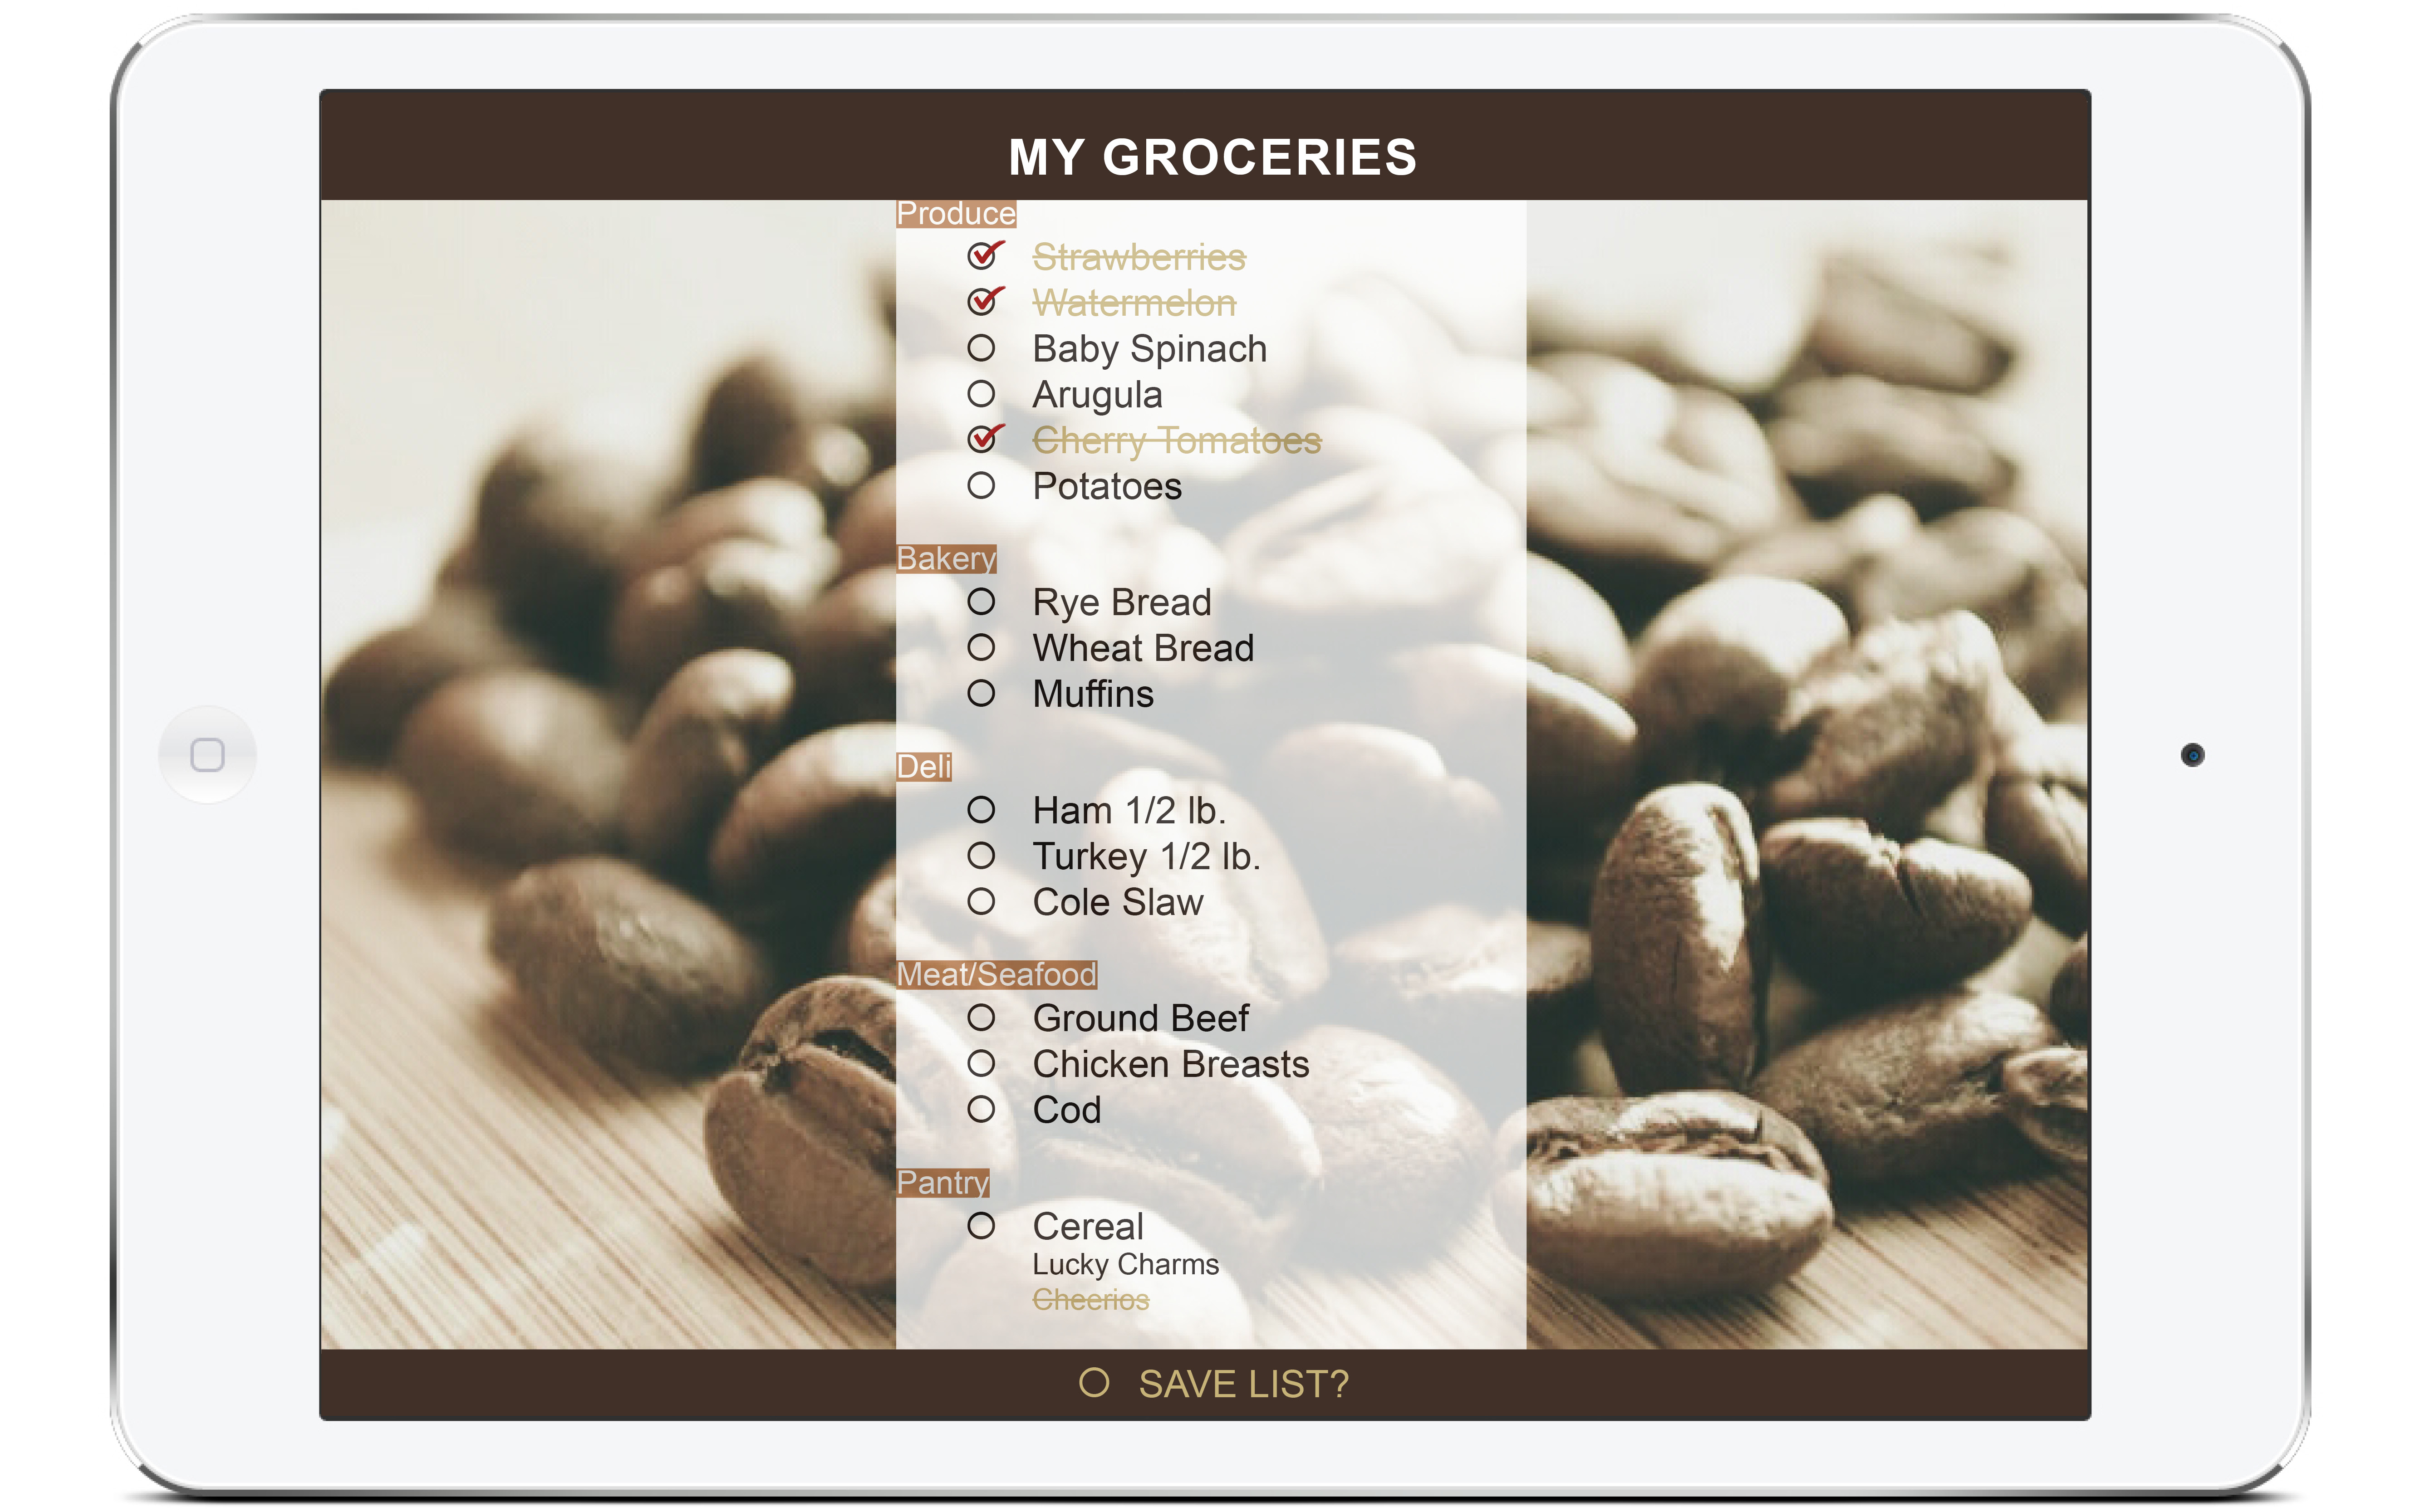 MY GROCERIES
Produce
Strawberries
Watermelon
Baby Spinach
Arugula
Cherry Tomatoes
Potatoes
Bakery
Rye Bread
Wheat Bread
Muffins
Deli
Ham 1/2 lb.
Turkey 1/2 lb.
Cole Slaw
Meat/Seafood
Ground Beef
Chicken Breasts
Cod
Pantry
Cereal
Lucky Charms
Cheerios
SAVE LIST?